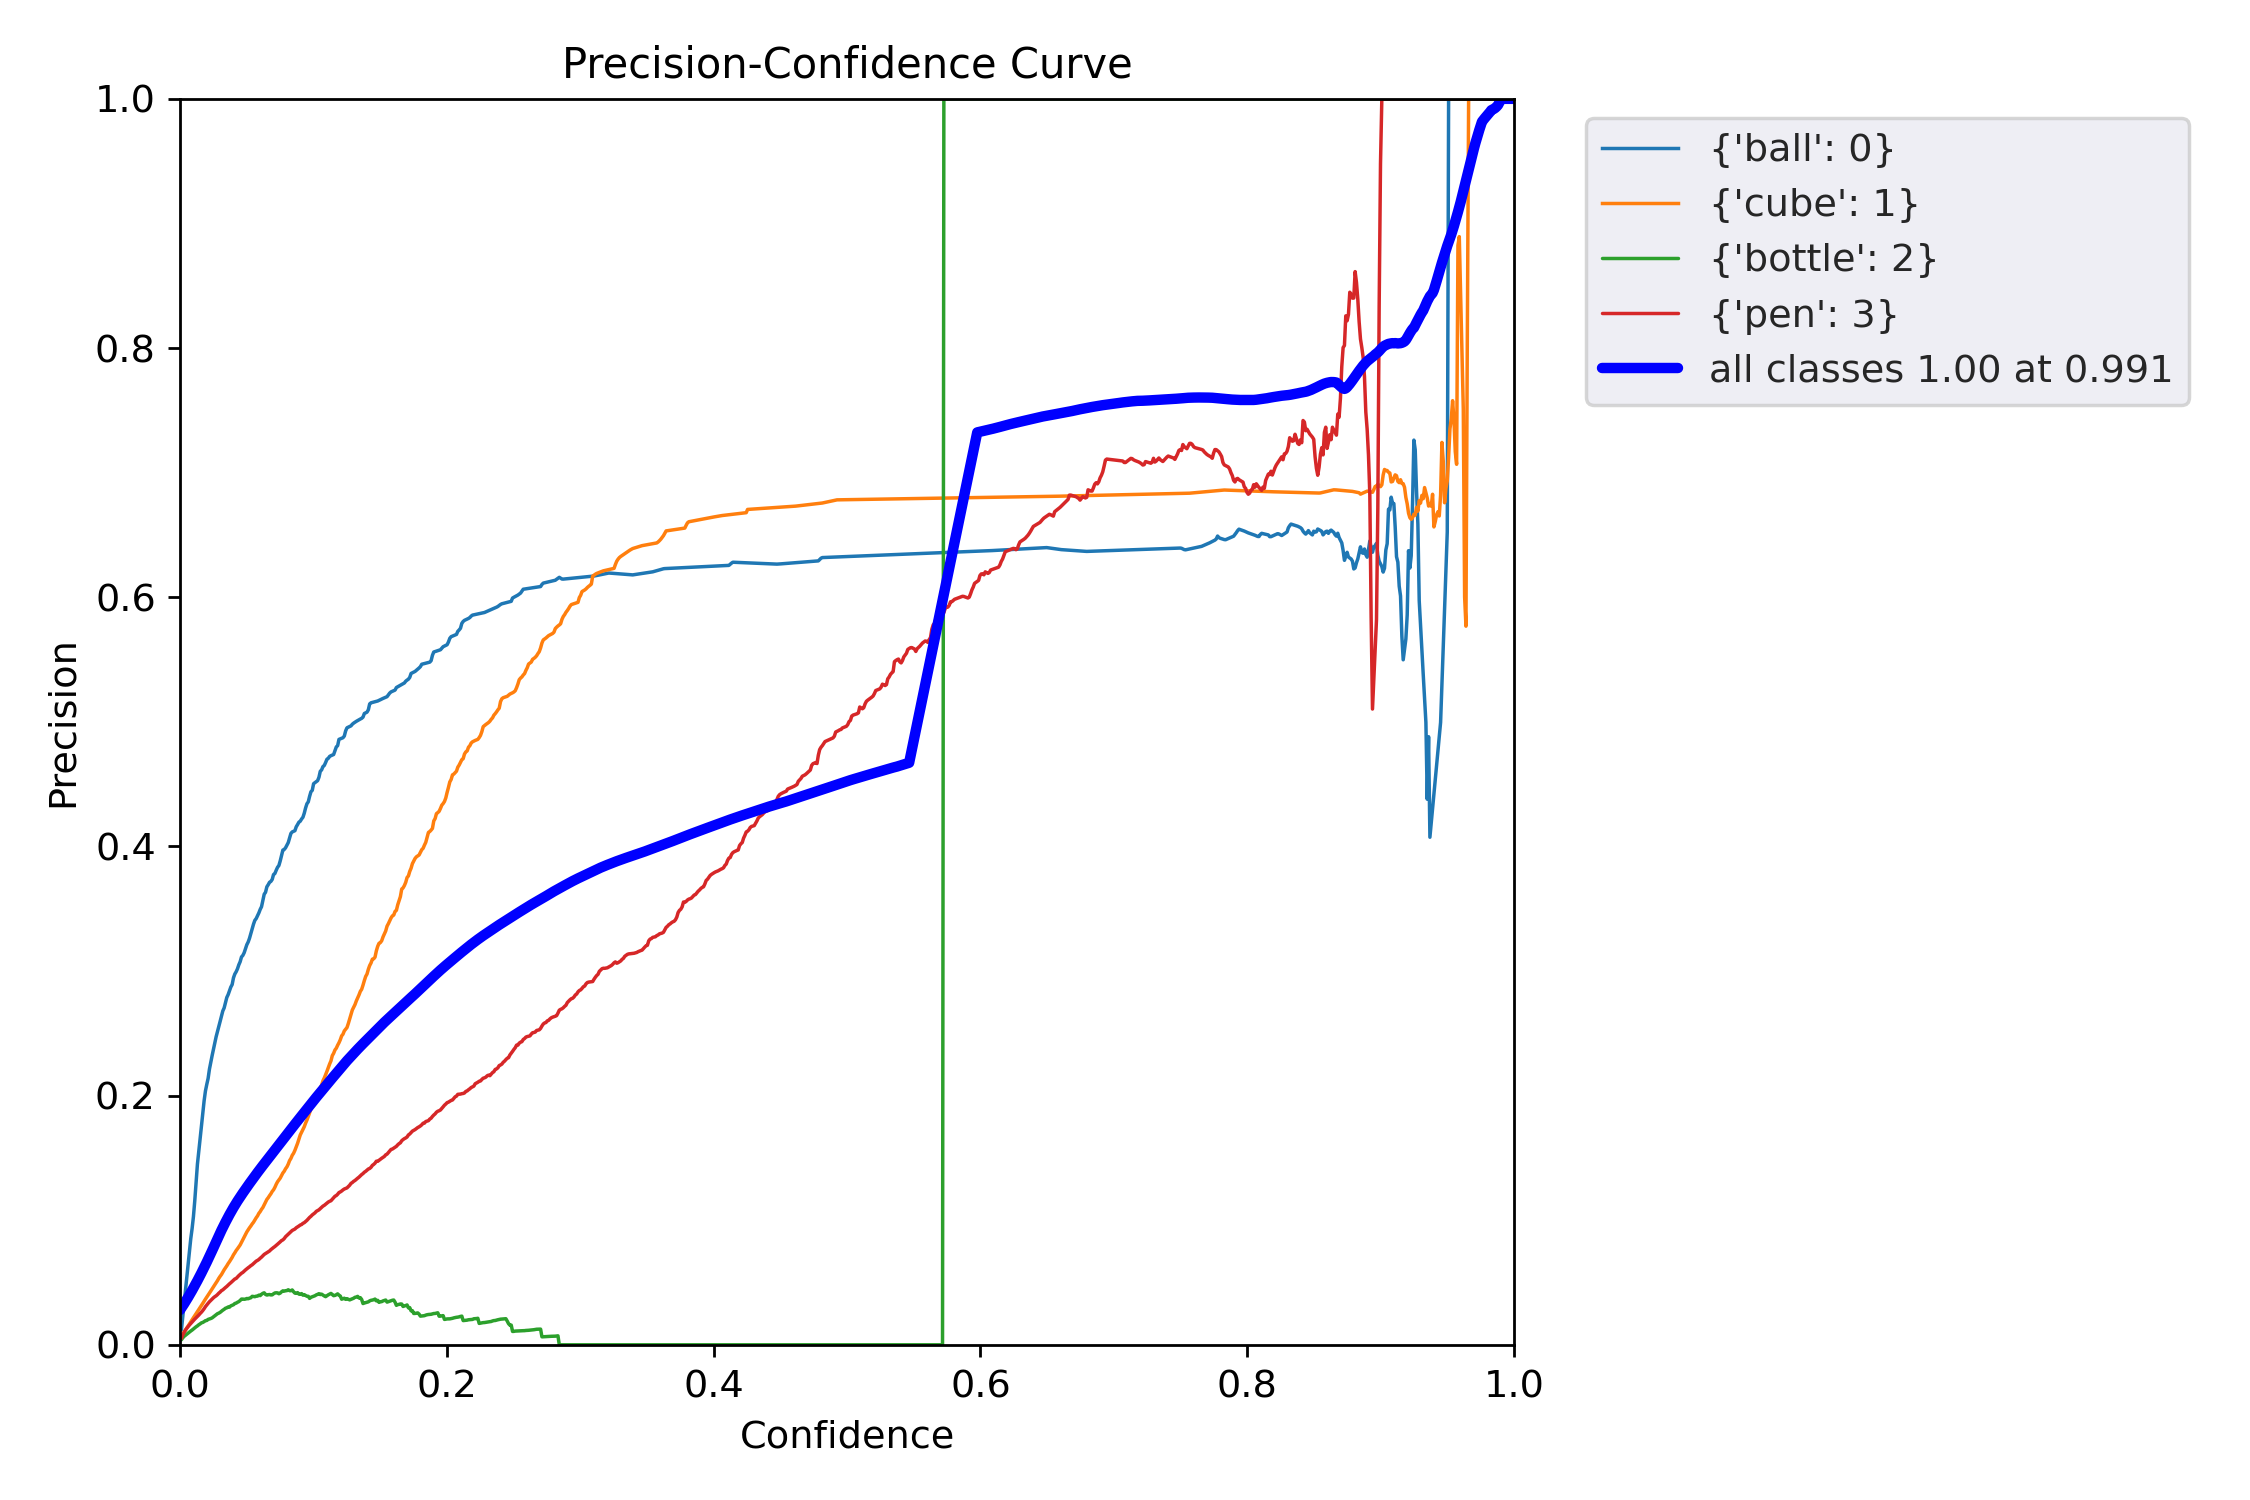 Precision-Confidence Curve
1.0
0.8
0.6
0.4
0.2
0.0
Precision
0.0 0.2 0.4 0.6 0.8 1.0
Confidence
{'ball': 0}
{'cube': 1}
{'bottle': 2}
{'pen': 3}
all classes 1.00 at 0.991